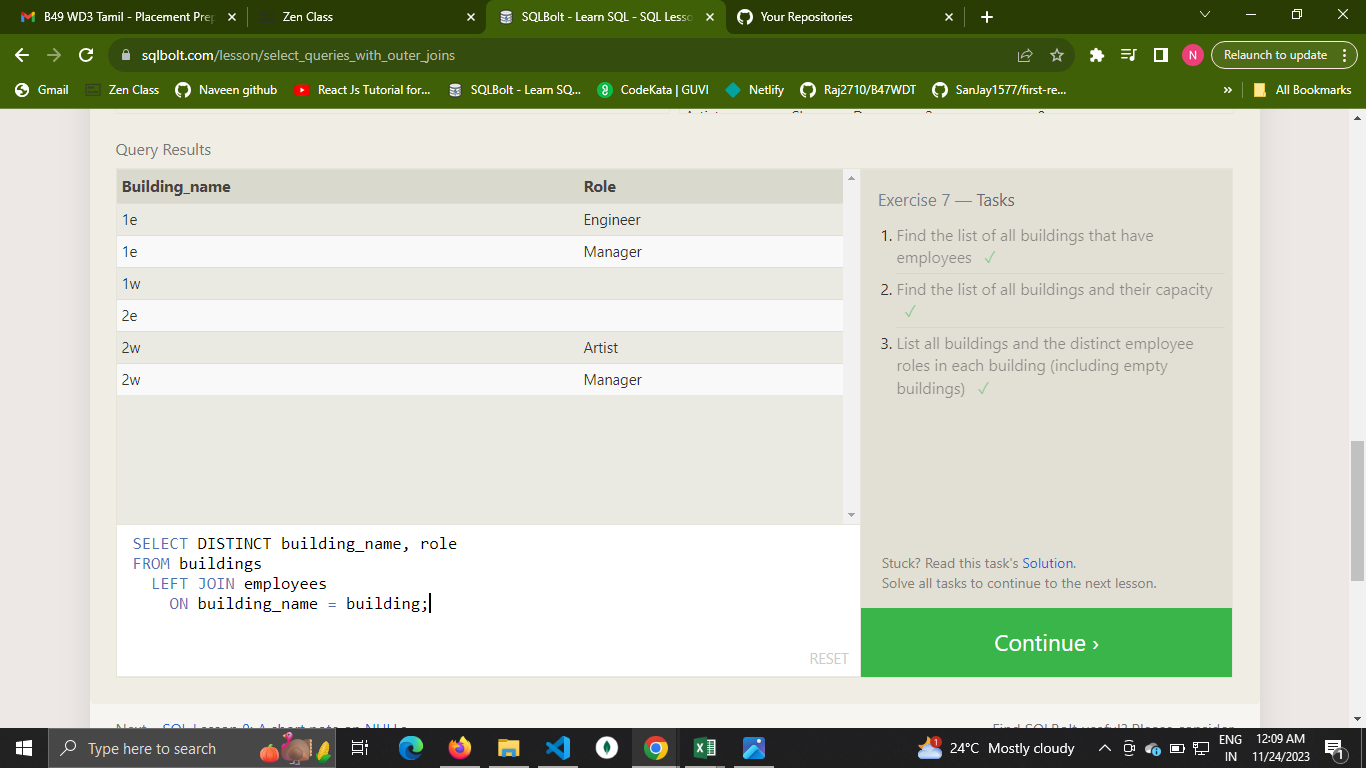 B49 WD3 Tamil - Placement Prep
Zen Class
SQLBolt - Learn SQL - SQL Lesso
Your Repositories
sqlbolt.com/lesson/select_queries_with_outer_joins
N
Relaunch to update
Gmail
Zen Class
Naveen github
React Js Tutorial for...
SQLBolt - Learn SQ...
CodeKata | GUVI
Netlify
Raj2710/B47WDT
SanJay1577/first-re...
»
All Bookmarks
Query Results
Building_name Role
1e Engineer
1e Manager
1w
2e
2w Artist
2w Manager
Exercise 7 — Tasks
1. Find the list of all buildings that have
employees ✓
2. Find the list of all buildings and their capacity
✓
3. List all buildings and the distinct employee
roles in each building (including empty
buildings) ✓
SELECT DISTINCT building_name, role
FROM buildings
LEFT JOIN employees
ON building_name = building;
RESET
Stuck? Read this task's Solution.
Solve all tasks to continue to the next lesson.
Continue ›
Find SQLBolt useful? Please consider
Type here to search
24°C Mostly cloudy
ENG
IN
12:09 AM
11/24/2023
1